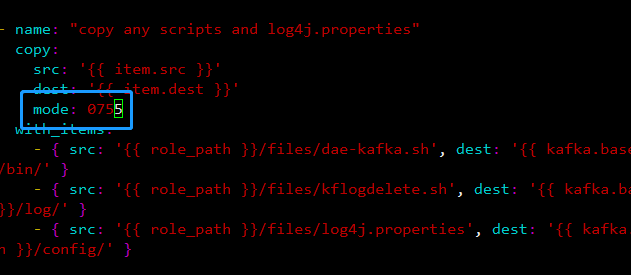 - name: "copy any scripts and log4j.properties"
copy:
src: '{{ item.src }}'
dest: '{{ item.dest }}'
mode: 0755
with_items:
- { src: '{{ role_path }}/files/dae-kafka.sh', dest: '{{ kafka.base
/bin/' }
- { src: '{{ role_path }}/files/kflogdelete.sh', dest: '{{ kafka.ba
}}/log/' }
- { src: '{{ role_path }}/files/log4j.properties', dest: '{{ kafka.
}}/config/' }